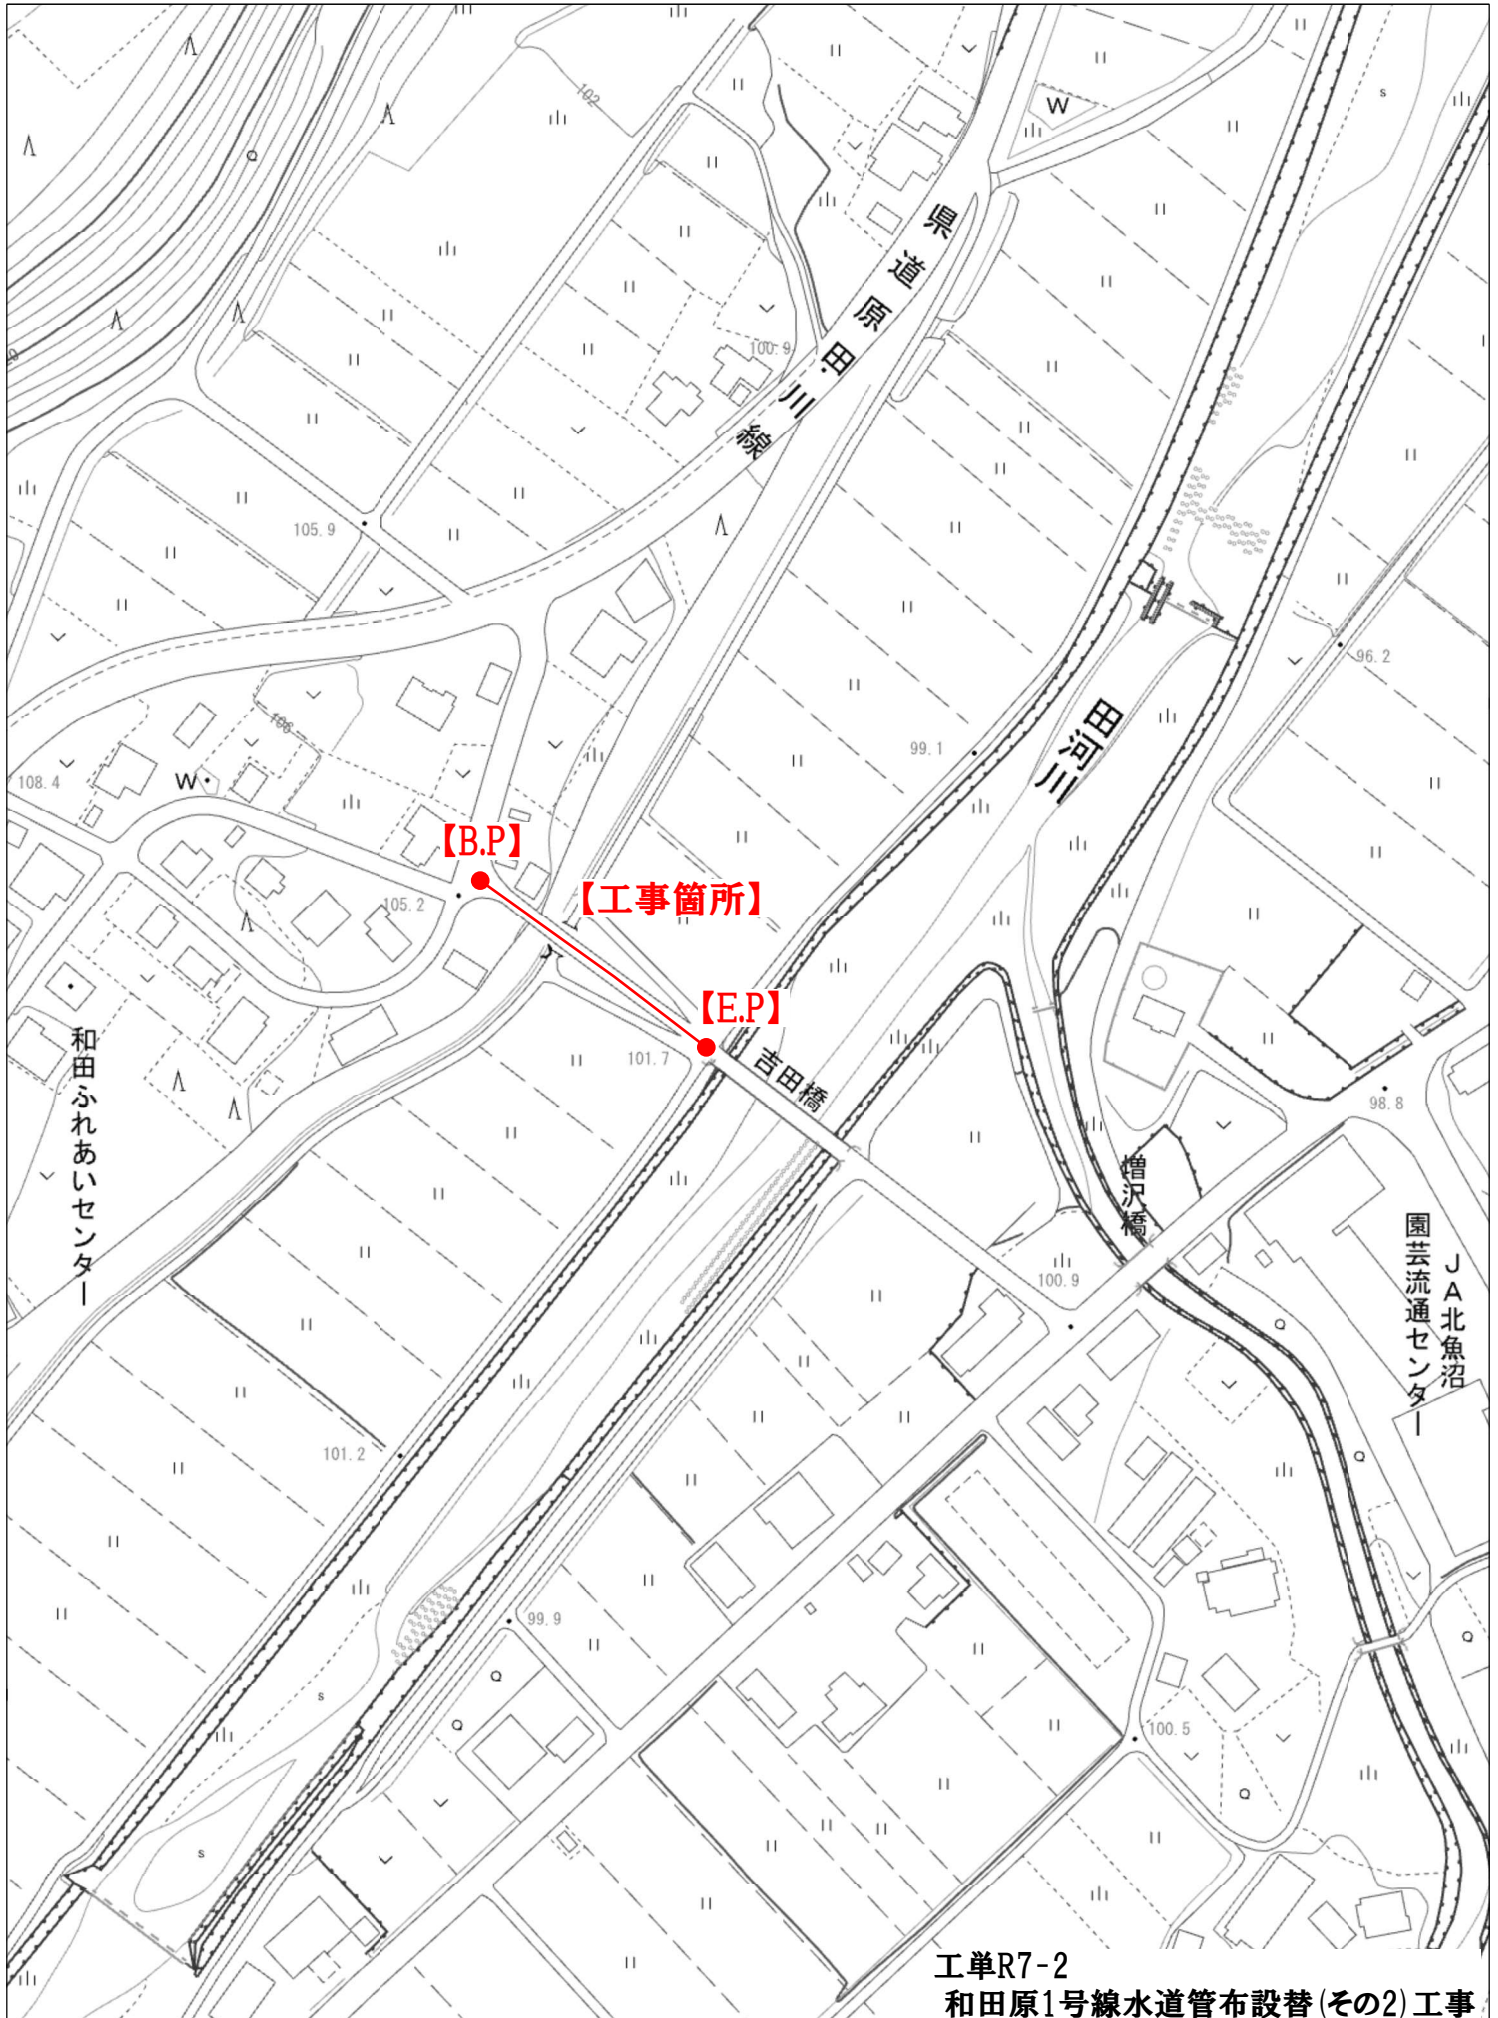 102
W
県道原田川線
100.9
105.9
96.2
田河川
99.1
106
108.4
W
【B.P】
105.2
【工事箇所】
【E.P】
101.7
吉田橋
98.8
和田ふれあいセンター
増沢橋
100.9
JA北魚沼
園芸流通センター
101.2
99.9
100.5
工単R7-2
和田原1号線水道管布設替(その2)工事